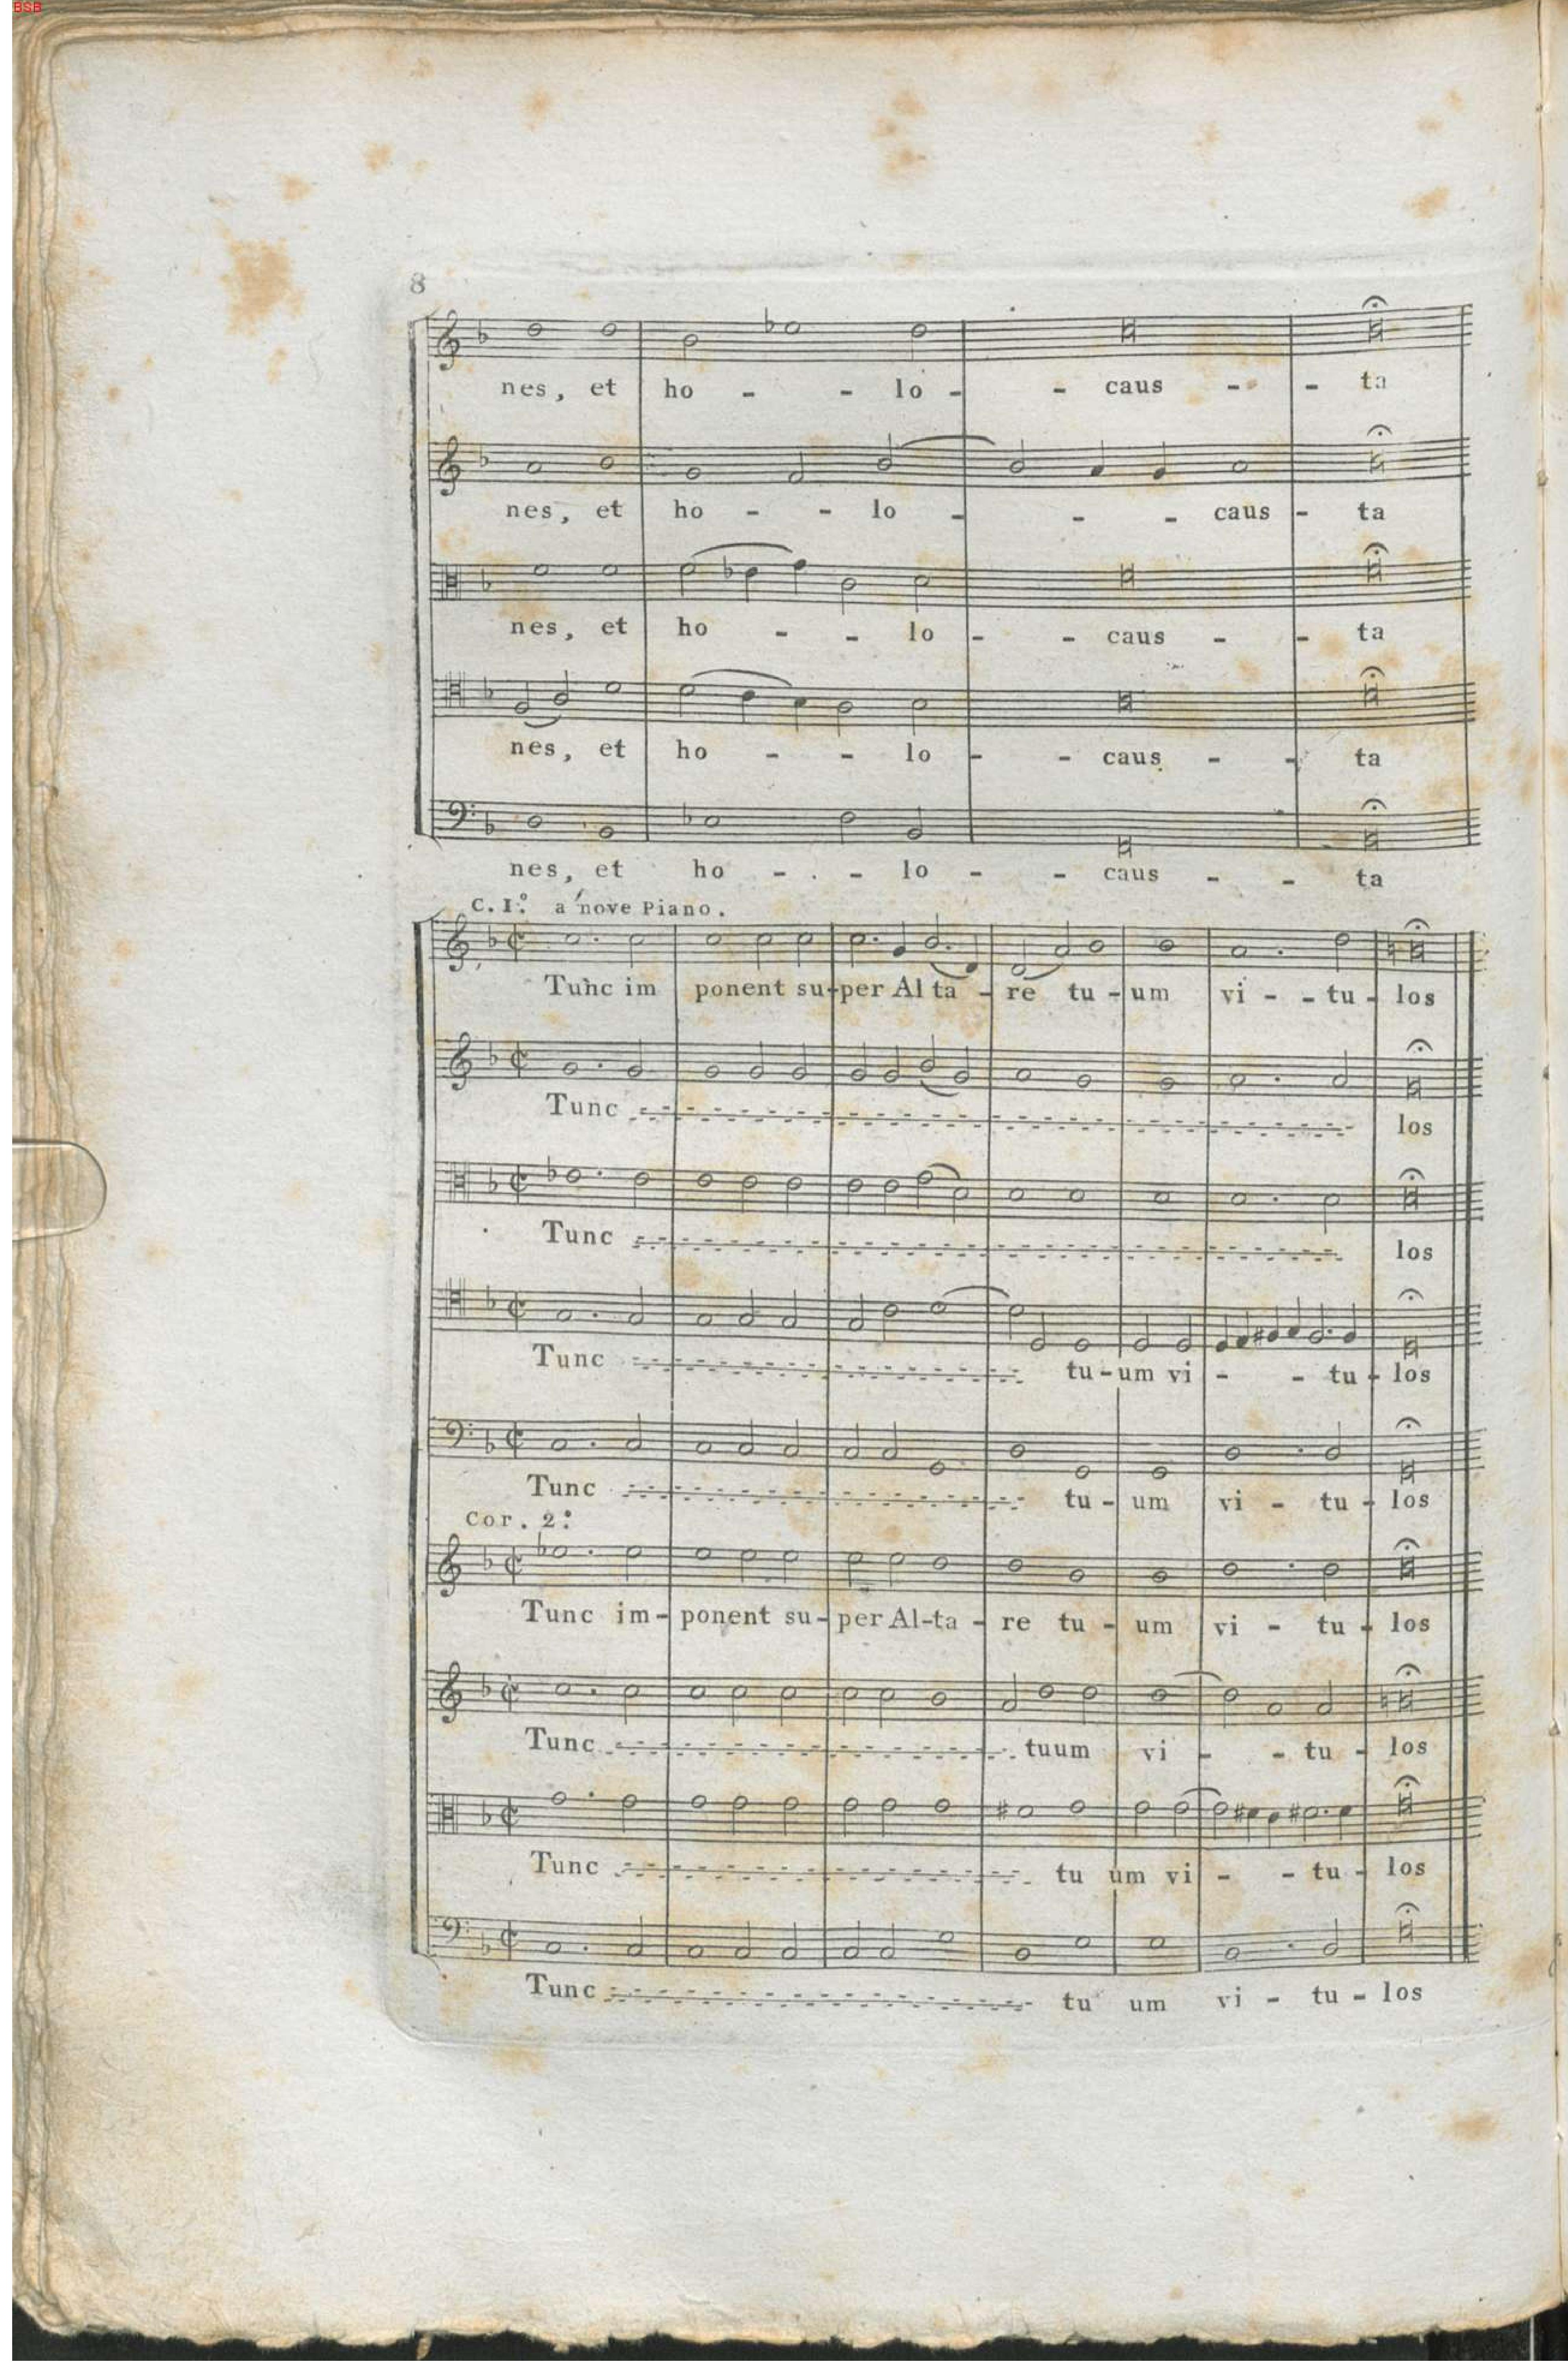 BSB
8
nes, et ho - - lo - - caus - - ta
nes, et ho - - lo - - - caus - ta
nes, et ho - - lo - - caus - - ta
nes, et ho - - lo - - caus - - ta
nes, et ho - - lo - - caus - - ta
C. I.º a nove Piano.
Tunc im ponent su-per Al ta - re tu - um vi - - tu - los
Tunc los
Tunc los
Tunc tu-um vi - - tu - los
Tunc tu - um vi - tu - los
Cor. 2.º
Tunc im-ponent su-per Al-ta - re tu - um vi - tu - los
Tunc tuum vi - - tu - los
Tunc tu um vi - - tu - los
Tunc tu um vi - tu - los